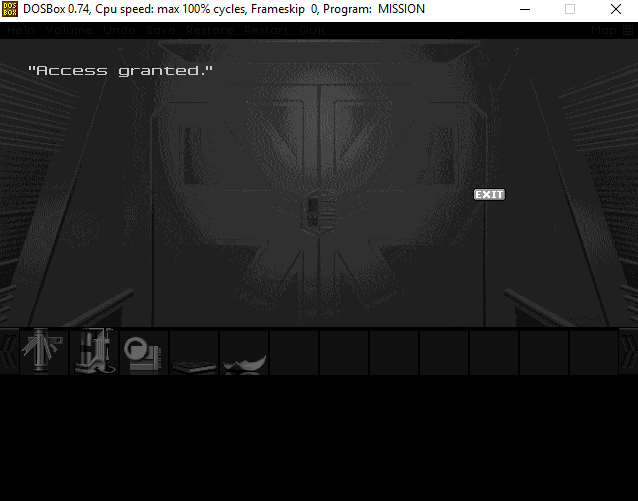 DOSBox 0.74, Cpu speed: max 100% cycles, Frameskip 0, Program: MISSION
Help Volume Undo Save Restore Restart Quit Map
"Access granted."
EXIT